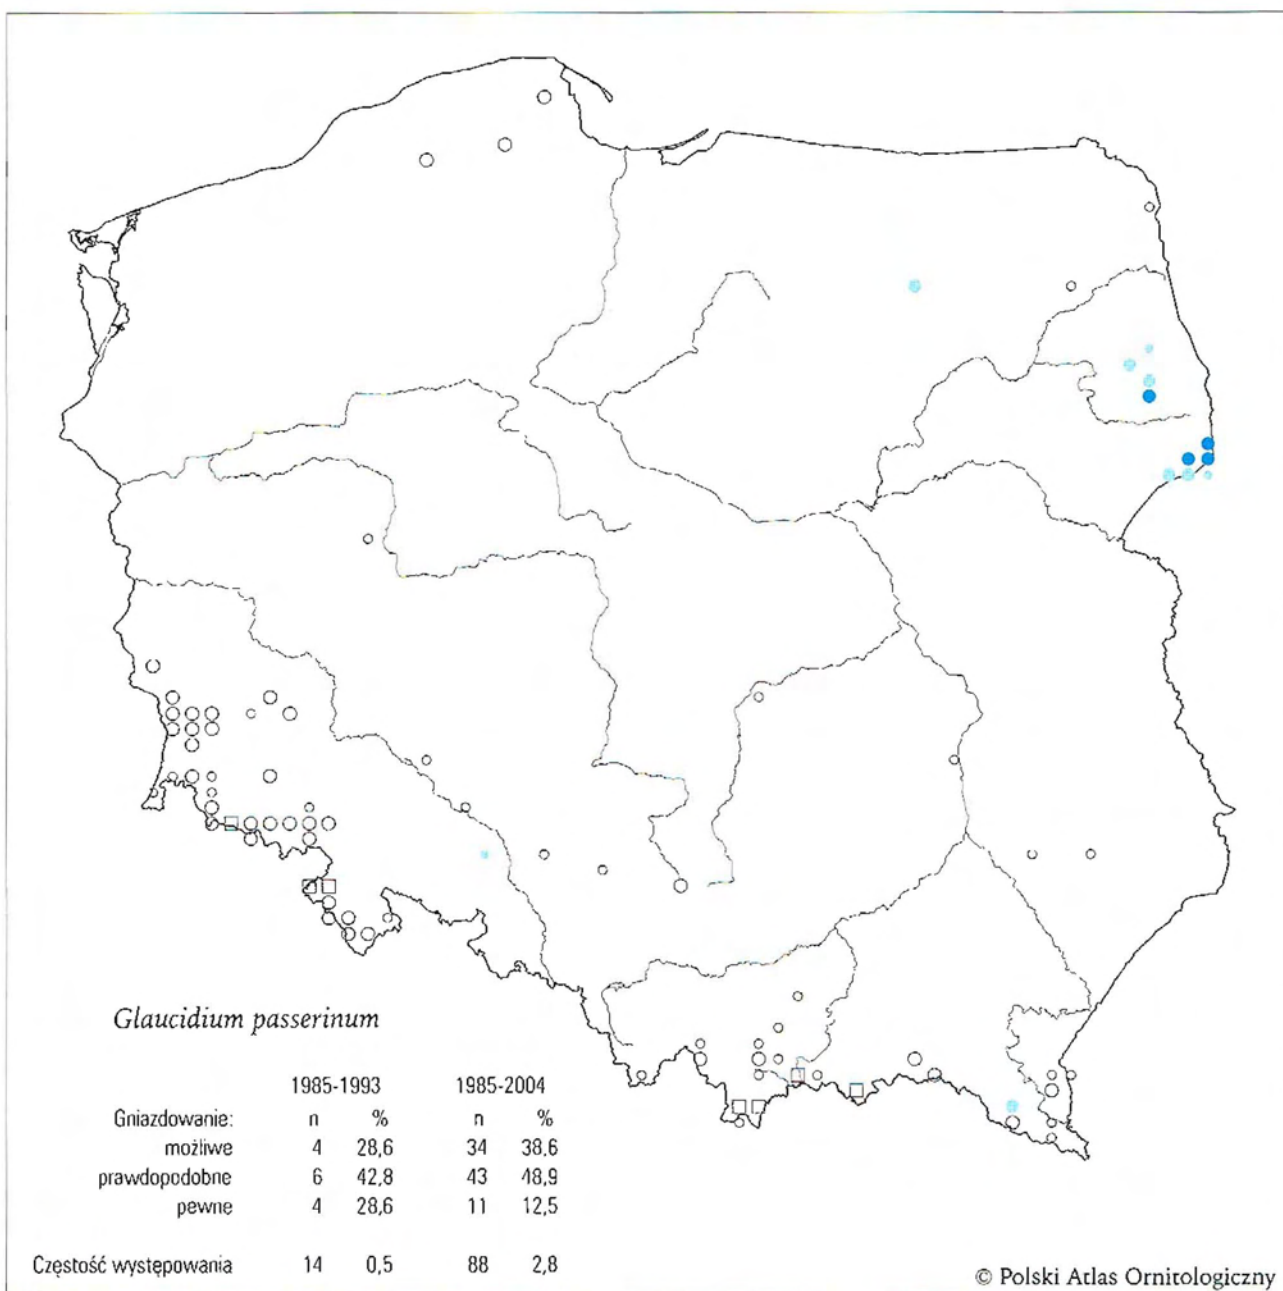 Glaucidium passerinum
1985-1993 1985-2004
Gniazdowanie: n % n %
możliwe 4 28,6 34 38,6
prawdopodobne 6 42,8 43 48,9
pewne 4 28,6 11 12,5
Częstość występowania 14 0,5 88 2,8
© Polski Atlas Ornitologiczny